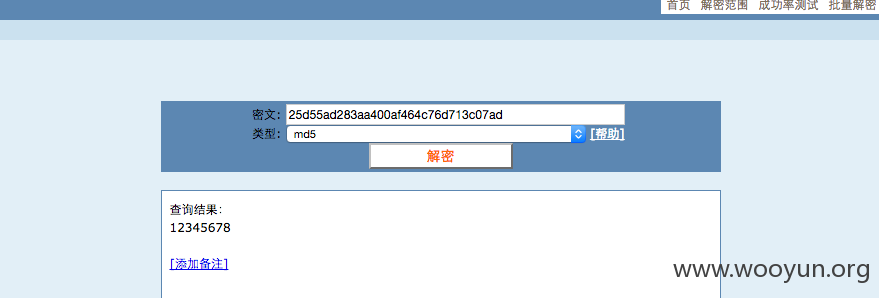 首页 解密范围 成功率测试 批量解密
密文: 25d55ad283aa400af464c76d713c07ad
类型: md5 [帮助]
解密
查询结果:
12345678
[添加备注]
www.wooyun.org